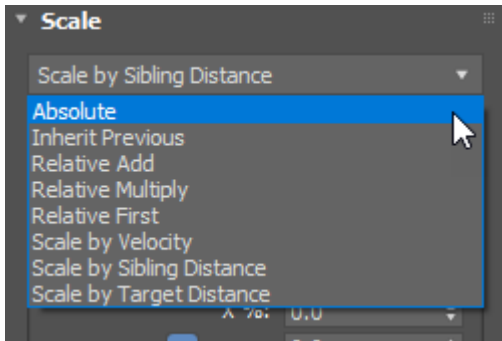 Scale
Scale by Sibling Distance
Absolute
Inherit Previous
Relative Add
Relative Multiply
Relative First
Scale by Velocity
Scale by Sibling Distance
Scale by Target Distance
X %: 0.0